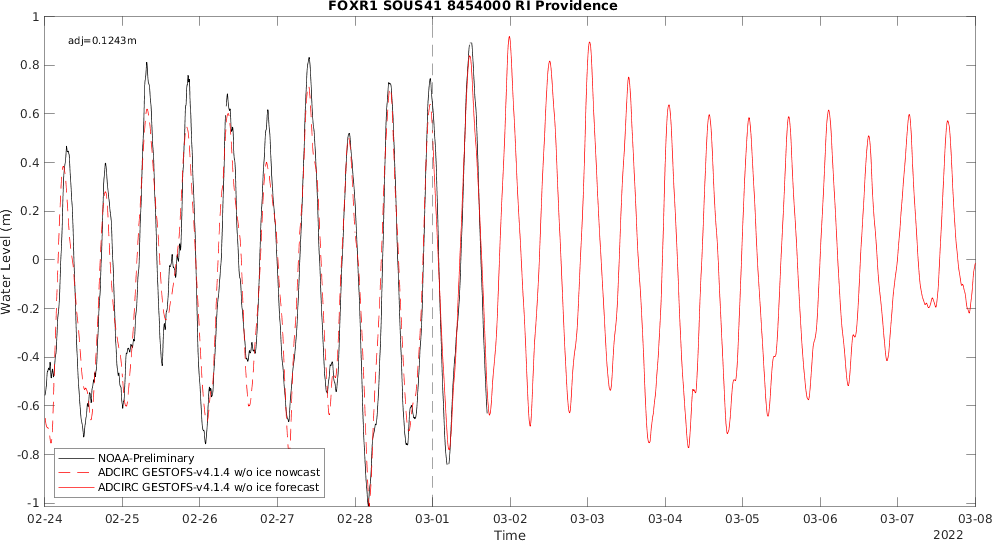 FOXR1 SOUS41 8454000 RI Providence
adj=0.1243m
1
0.8
0.6
0.4
0.2
0
-0.2
-0.4
-0.6
-0.8
-1
Water Level (m)
NOAA-Preliminary
ADCIRC GESTOFS-v4.1.4 w/o ice nowcast
ADCIRC GESTOFS-v4.1.4 w/o ice forecast
02-24 02-25 02-26 02-27 02-28 03-01 03-02 03-03 03-04 03-05 03-06 03-07 03-08
Time
2022